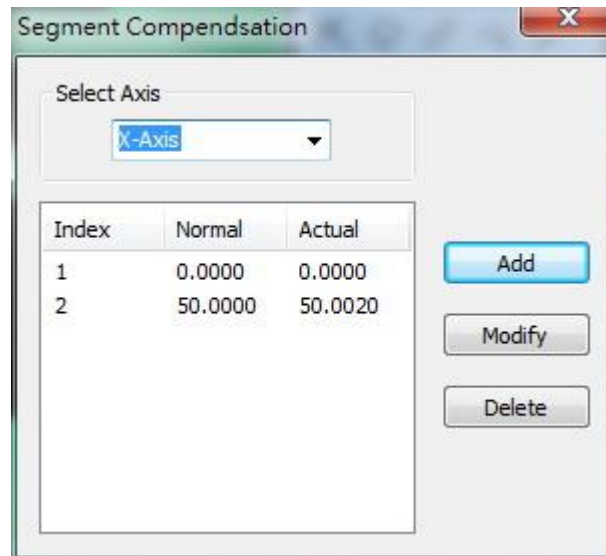 Segment Compendsation
Select Axis
X-Axis
Index Normal Actual
1 0.0000 0.0000
2 50.0000 50.0020
Add
Modify
Delete